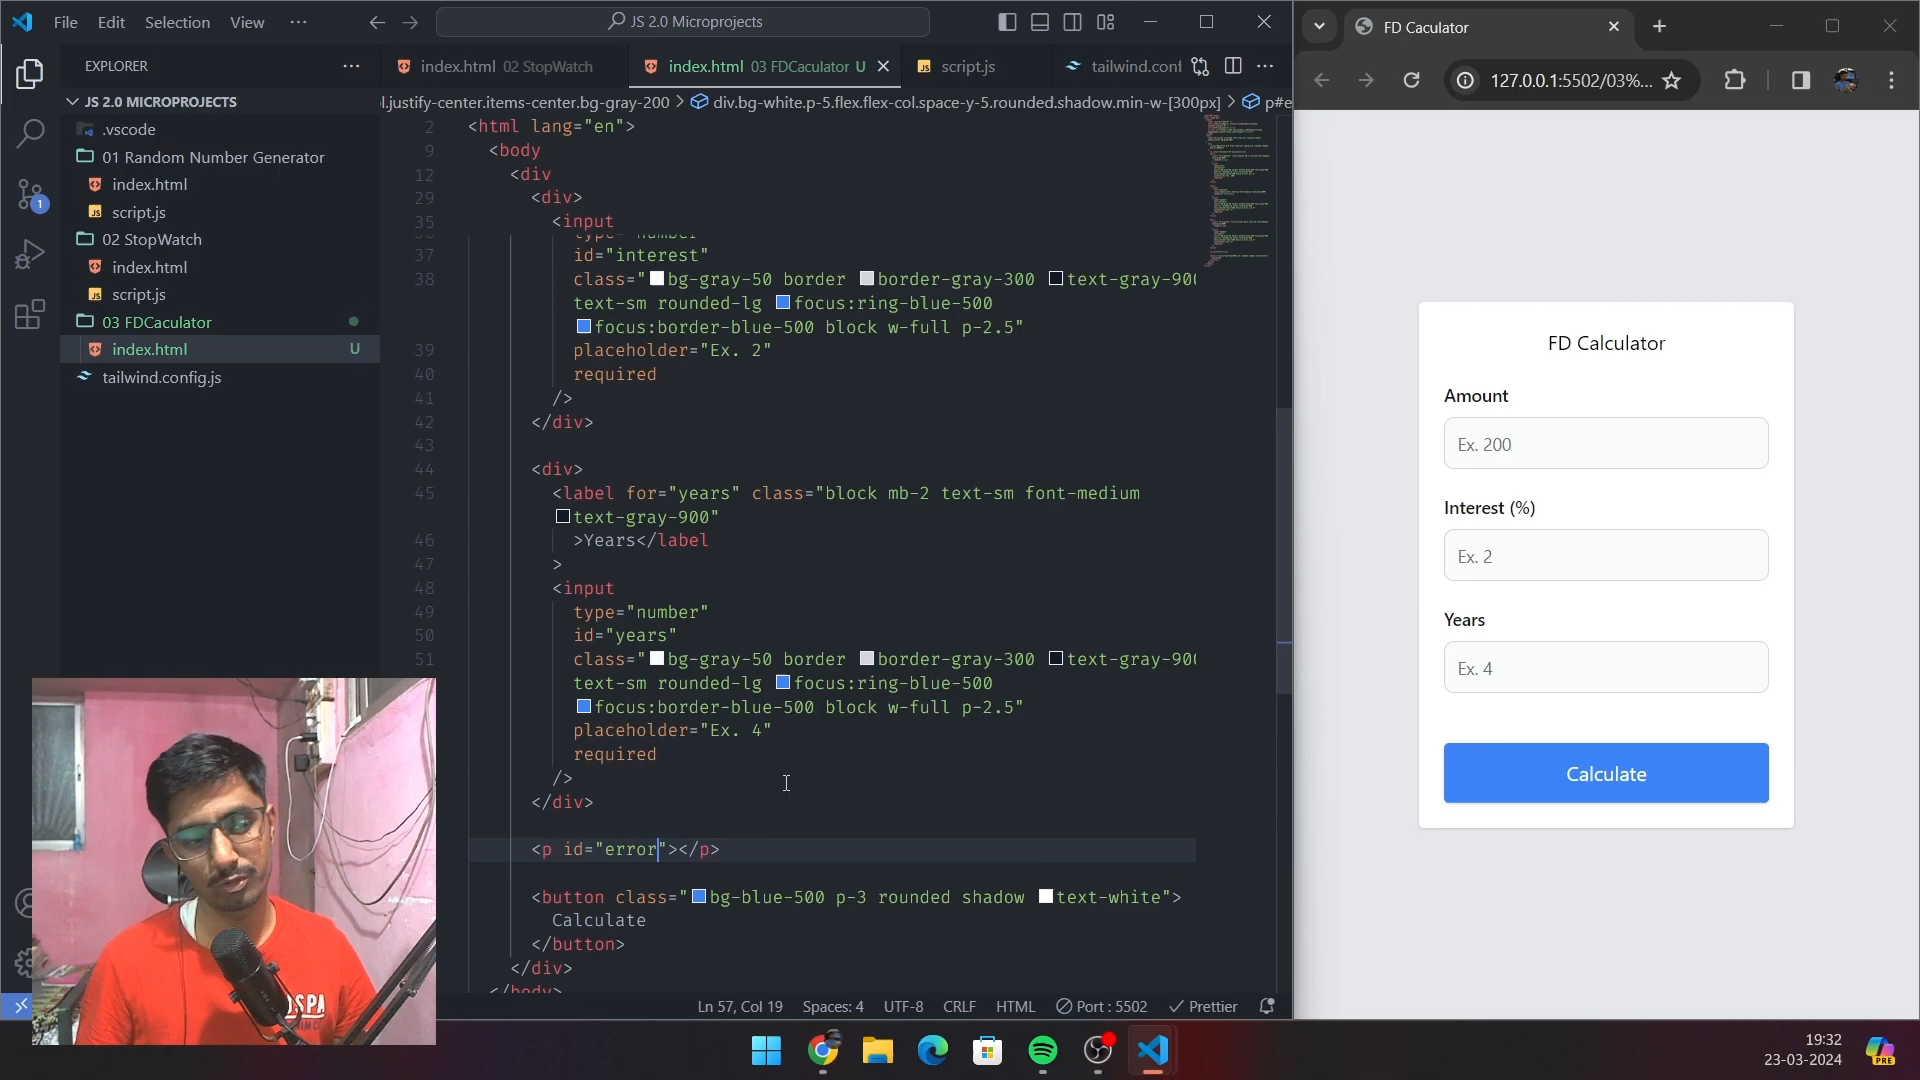 File Edit Selection View ···
JS 2.0 Microprojects
EXPLORER ···
JS 2.0 MICROPROJECTS
.vscode
01 Random Number Generator
index.html
JS script.js
02 StopWatch
index.html
JS script.js
03 FDCaculator
index.html U
tailwind.config.js
1
index.html 02 StopWatch
index.html 03 FDCaculator U
JS script.js
tailwind.conf
l.justify-center.items-center.bg-gray-200 > div.bg-white.p-5.flex.flex-col.space-y-5.rounded.shadow.min-w-[300px] > p#e
2 <html lang="en">
9 <body
12 <div
29 <div>
35 <input
type="number"
37 id="interest"
38 class="bg-gray-50 border border-gray-300 text-gray-900
text-sm rounded-lg focus:ring-blue-500
focus:border-blue-500 block w-full p-2.5"
39 placeholder="Ex. 2"
40 required
41 />
42 </div>
43
44 <div>
45 <label for="years" class="block mb-2 text-sm font-medium
text-gray-900"
46 >Years</label
47 >
48 <input
49 type="number"
50 id="years"
51 class="bg-gray-50 border border-gray-300 text-gray-900
text-sm rounded-lg focus:ring-blue-500
focus:border-blue-500 block w-full p-2.5"
placeholder="Ex. 4"
required
/>
</div>
<p id="error"></p>
<button class="bg-blue-500 p-3 rounded shadow text-white">
Calculate
</button>
</div>
</body>
Ln 57, Col 19 Spaces: 4 UTF-8 CRLF HTML Port : 5502 Prettier
FD Caculator
127.0.0.1:5502/03%...
FD Calculator
Amount
Ex. 200
Interest (%)
Ex. 2
Years
Ex. 4
Calculate
19:32
23-03-2024
PRE